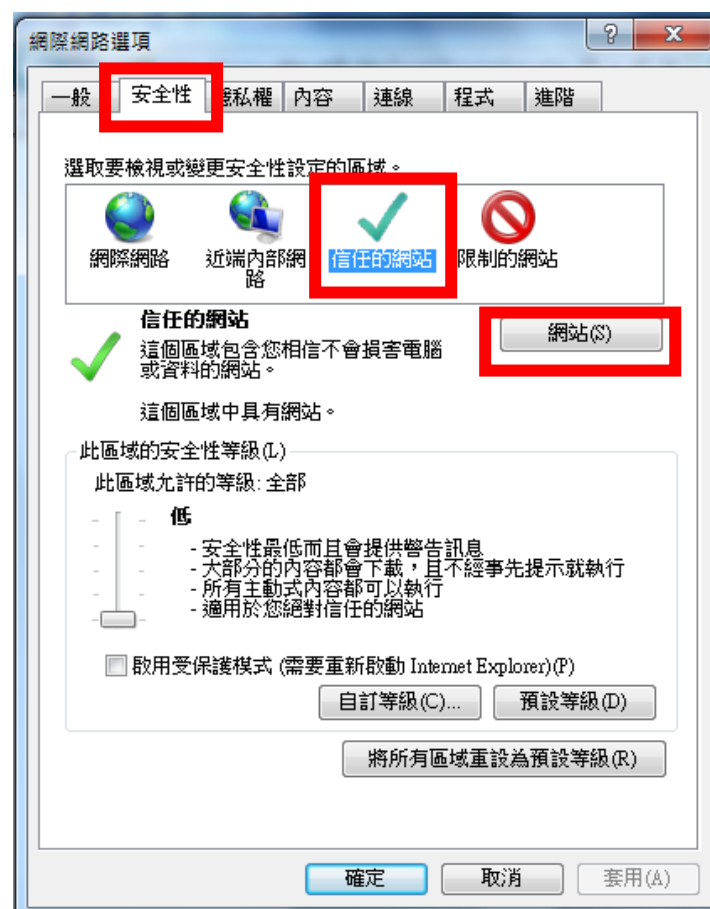 網際網路選項
一般 安全性 隱私權 內容 連線 程式 進階
選取要檢視或變更安全性設定的區域。
網際網路 近端內部網路 信任的網站 限制的網站
信任的網站
網站(S)
這個區域包含您相信不會損害電腦
或資料的網站。
這個區域中具有網站。
此區域的安全性等級(L)
此區域允許的等級: 全部
低
- 安全性最低而且會提供警告訊息
- 大部分的內容都會下載，且不經事先提示就執行
- 所有主動式內容都可以執行
- 適用於您絕對信任的網站
啟用受保護模式 (需要重新啟動 Internet Explorer)(P)
自訂等級(C)... 預設等級(D)
將所有區域重設為預設等級(R)
確定 取消 套用(A)